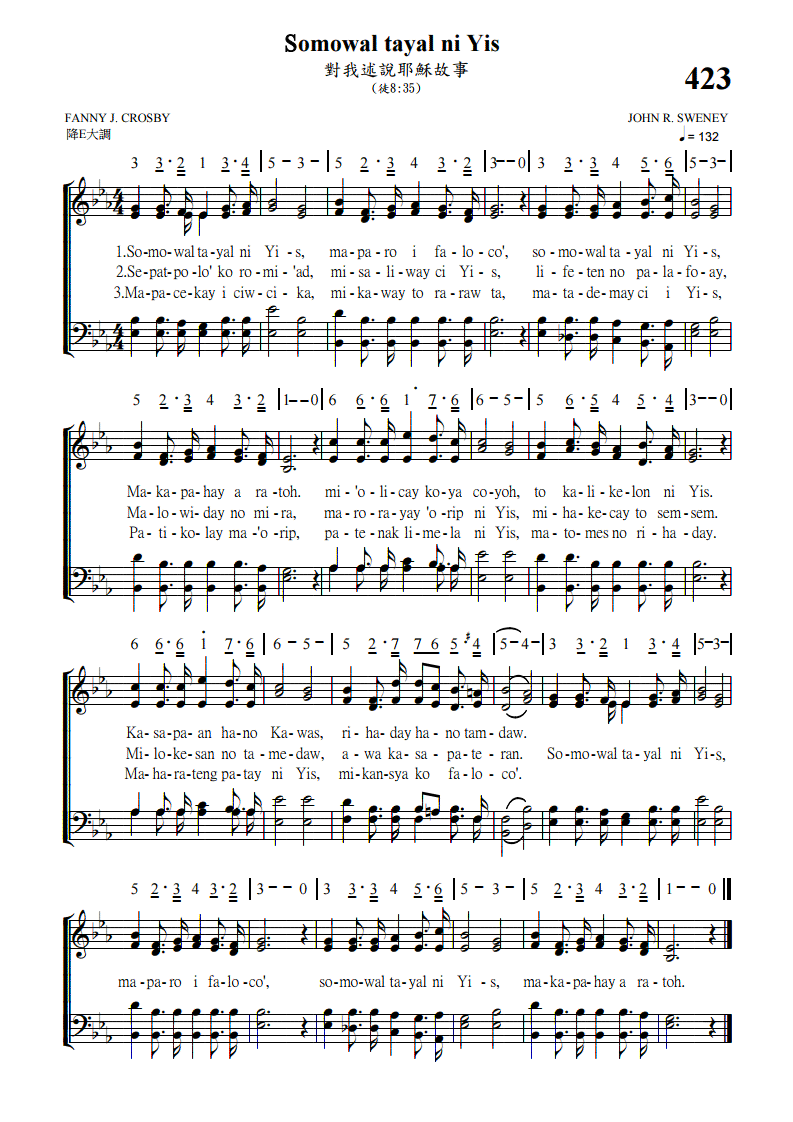 Somowal tayal ni Yis
對我述說耶穌故事
(徒8:35)
423
FANNY J. CROSBY
JOHN R. SWENEY
降E大調
♩ = 132
3 3·2 1 3·4 | 5 - 3 - | 5 2·3 4 3·2 | 3 - - 0 | 3 3·3 4 5·6 | 5 - 3 - |
1.So-mo-wal ta-yal ni Yi-s, ma-pa-ro i fa-lo-co', so-mo-wal ta-yal ni Yi-s,
2.Se-pat-po-lo' ko ro-mi-'ad, mi-sa-li-way ci Yi-s, li-fe-ten no pa-la-fo-ay,
3.Ma-pa-ce-kay i ciw-ci-ka, mi-ka-way to ra-raw ta, ma-ta-de-may ci i Yi-s,
5 2·3 4 3·2 | 1 - - 0 | 6 6·6 i 7·6 | 6 - 5 - | 5 6·5 4 5·4 | 3 - - 0 |
Ma-ka-pa-hay a ra-toh. mi-'o-li-cay ko-ya co-yoh, to ka-li-ke-lon ni Yis.
Ma-lo-wi-day no mi-ra, ma-ro-ra-yay 'o-rip ni Yis, mi-ha-ke-cay to sem-sem.
Pa-ti-ko-lay ma-'o-rip, pa-te-nak li-me-la ni Yis, ma-to-mes no ri-ha-day.
6 6·6 i 7·6 | 6 - 5 - | 5 2·7 7 6 5 ♯4 | 5 - 4 - | 3 3·2 1 3·4 | 5 - 3 - |
Ka-sa-pa-an ha-no Ka-was, ri-ha-day ha-no tam-daw.
Mi-lo-ke-san no ta-me-daw, a-wa ka-sa-pa-te-ran. So-mo-wal ta-yal ni Yi-s,
Ma-ha-ra-teng pa-tay ni Yis, mi-kan-sya ko fa-lo-co'.
5 2·3 4 3·2 | 3 - - 0 | 3 3·3 4 5·6 | 5 - 3 - | 5 2·3 4 3·2 | 1 - - 0 ||
ma-pa-ro i fa-lo-co', so-mo-wal ta-yal ni Yi-s, ma-ka-pa-hay a ra-toh.